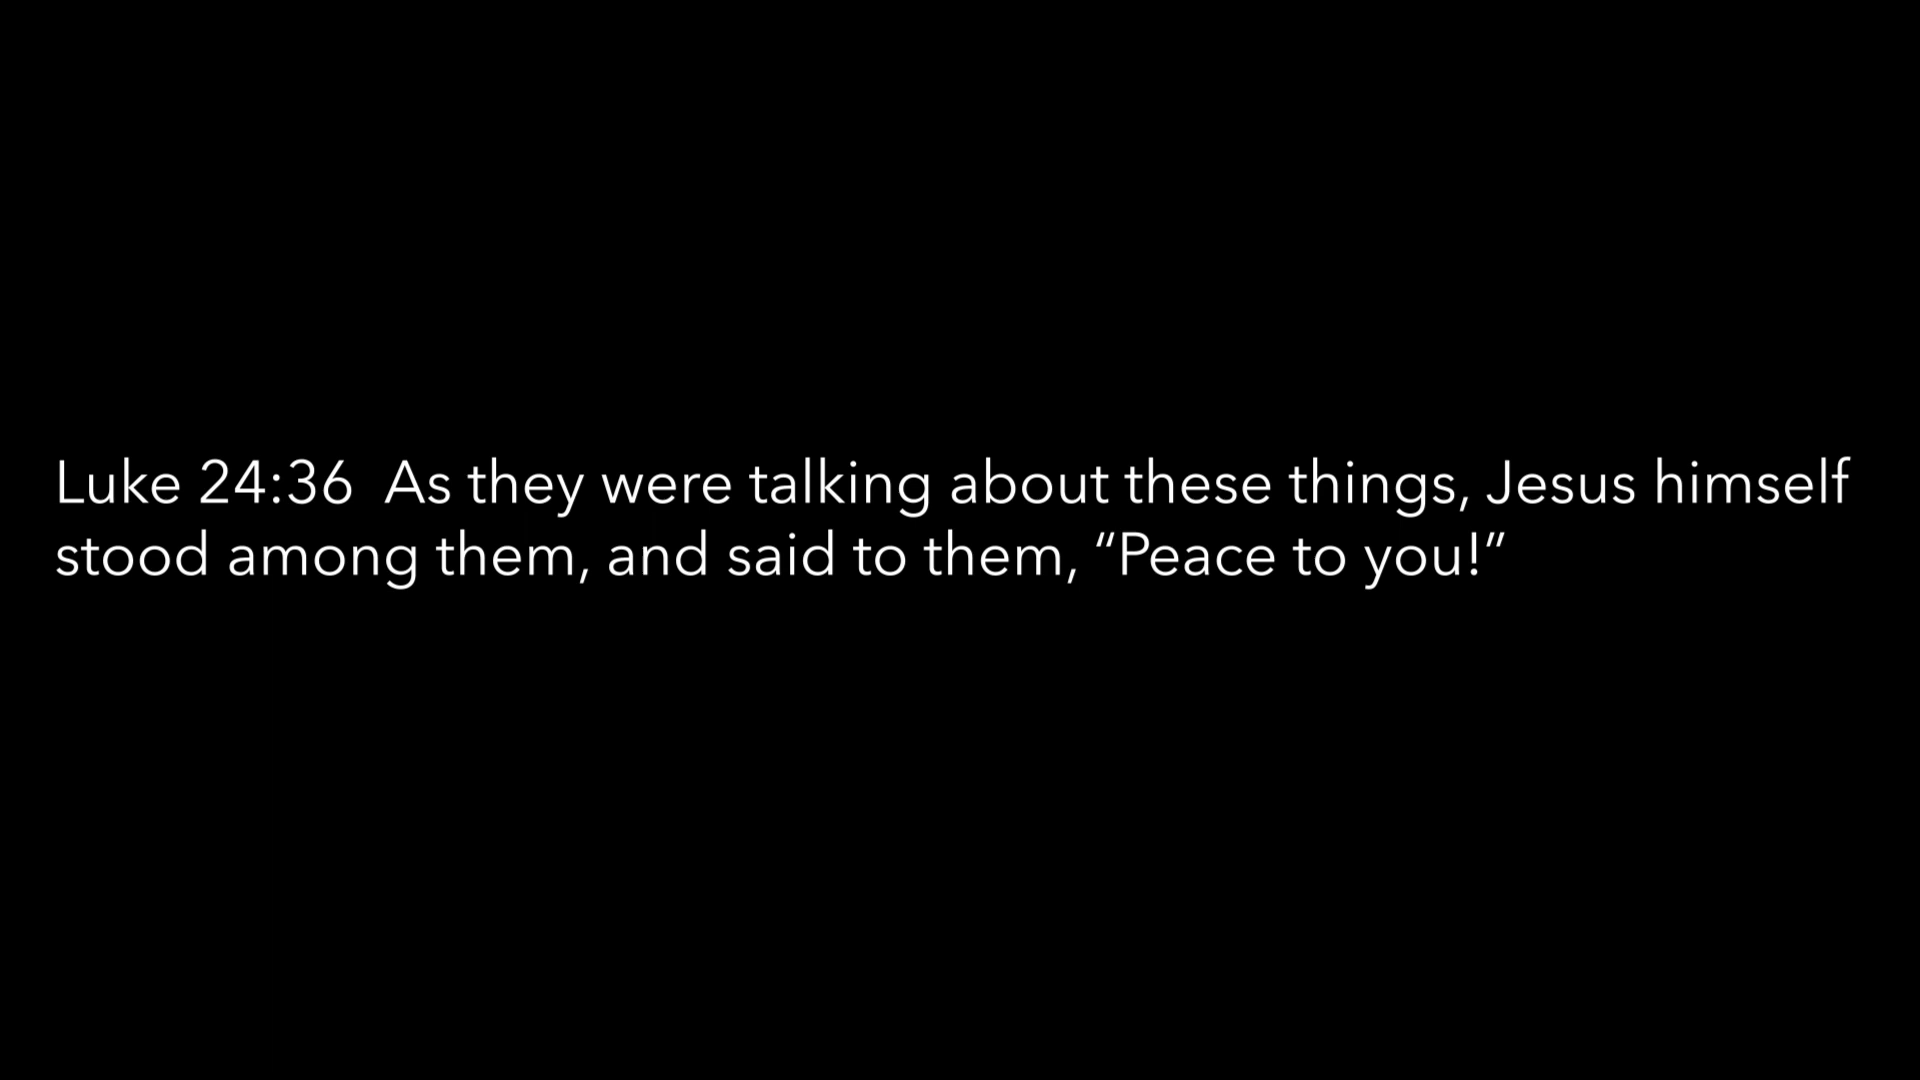 Luke 24:36  As they were talking about these things, Jesus himself
stood among them, and said to them, “Peace to you!”